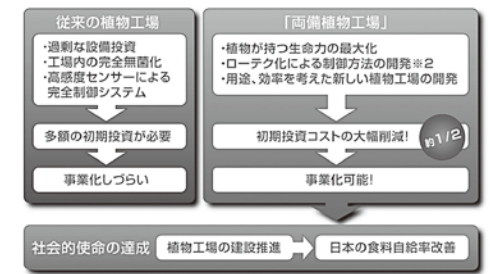 従来の植物工場
・過剰な設備投資
・工場内の完全無菌化
・高感度センサーによる
完全制御システム
多額の初期投資が必要
事業化しづらい
「両備植物工場」
・植物が持つ生命力の最大化
・ローテク化による制御方法の開発※2
・用途、効率を考えた新しい植物工場の開発
初期投資コストの大幅削減!
約1/2
事業化可能!
社会的使命の達成
植物工場の建設推進
日本の食料自給率改善